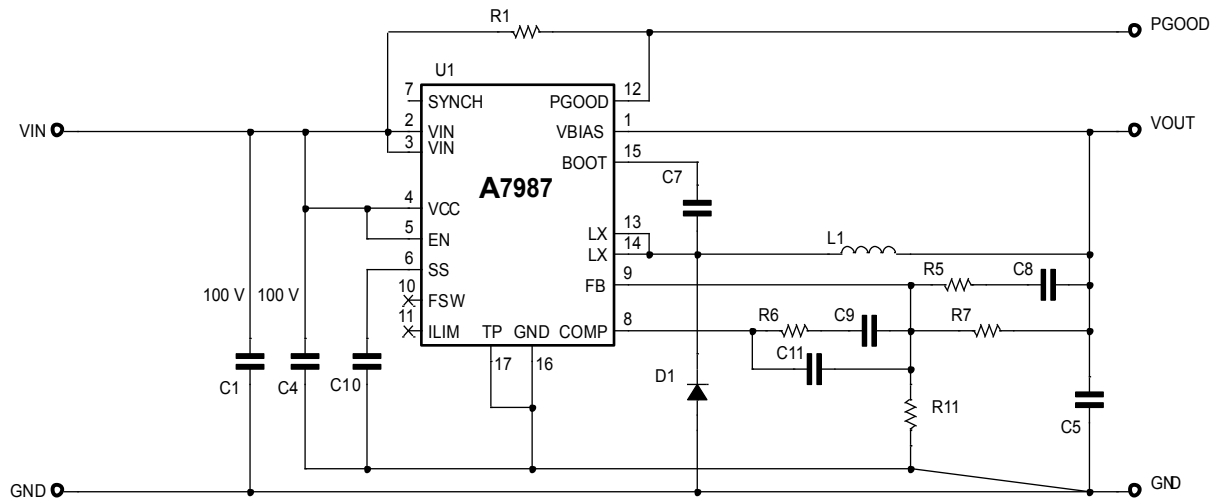 R1
PGOOD
U1
7 SYNCH PGOOD 12
VIN 2 VIN VBIAS 1 VOUT
3 VIN
BOOT 15
C7
A7987
4 VCC
LX 13
5 EN LX 14 L1
6 SS FB 9 R5 C8
100 V 100 V 10 FSW
11 ILIM TP GND COMP 8 R6 C9 R7
17 16 C11
C1 C4 C10 D1
R11 C5
GND GND